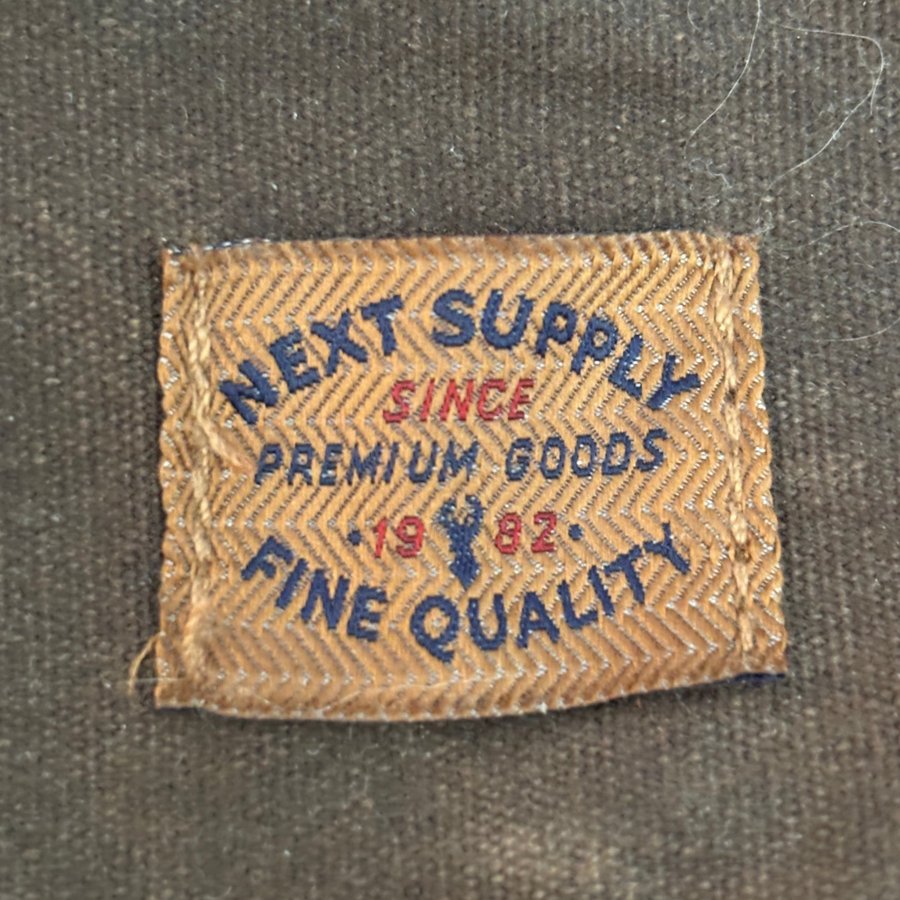 NEXT SUPPLY
SINCE
PREMIUM GOODS
·19 82·
FINE QUALITY